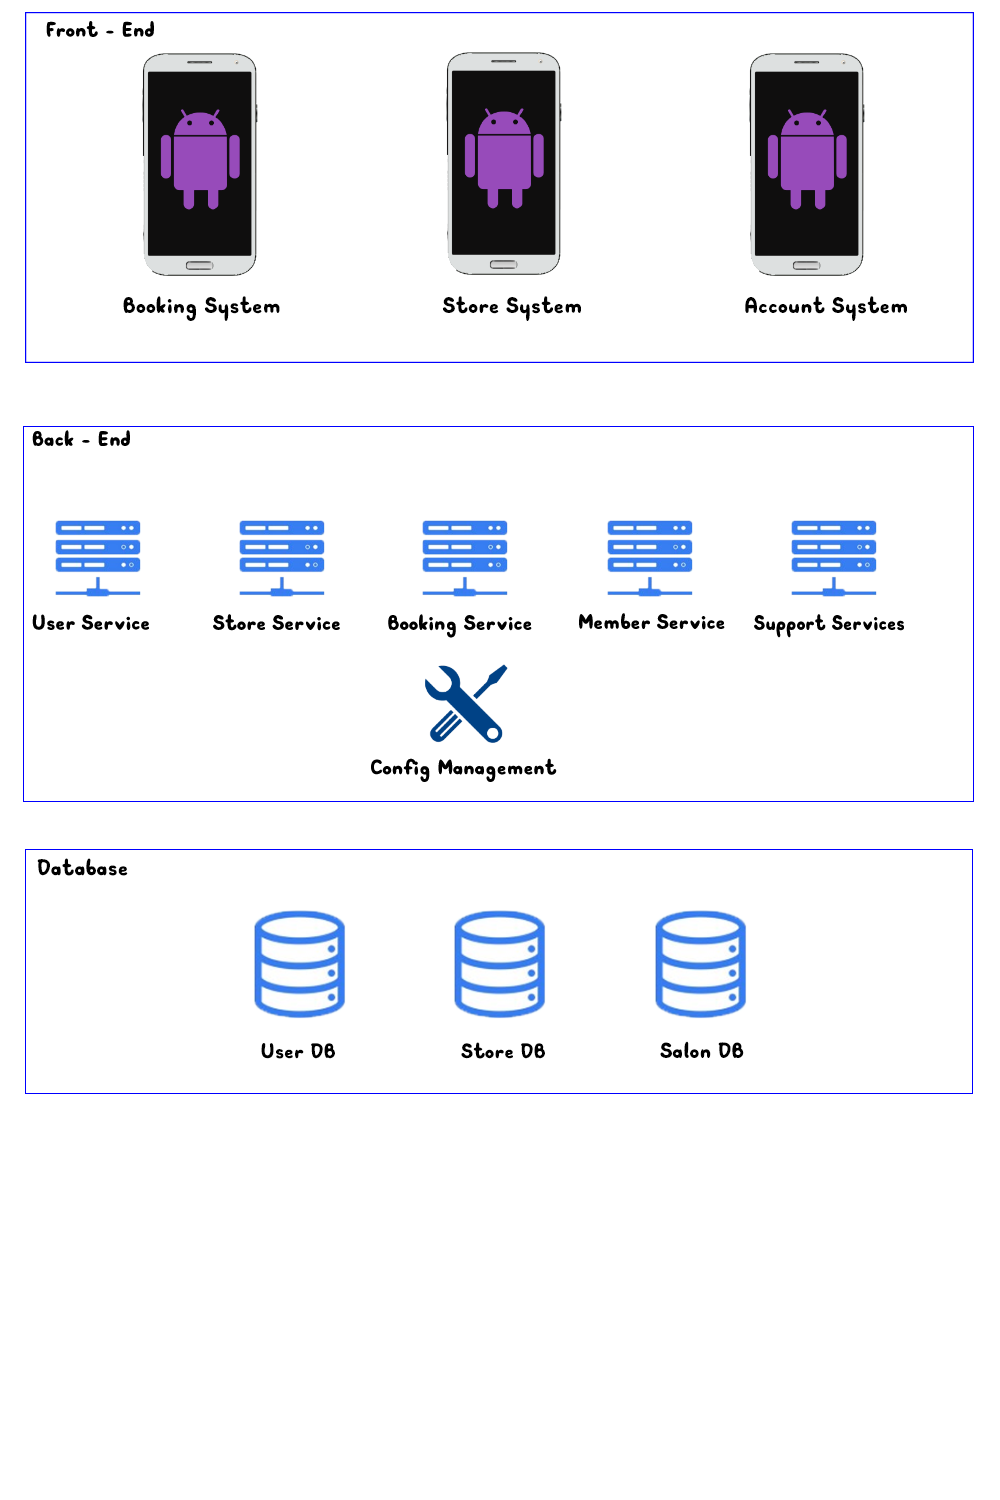 Front - End
Booking System
Store System
Account System
Back - End
User Service
Store Service
Booking Service
Member Service
Support Services
Config Management
Database
User DB
Store DB
Salon DB